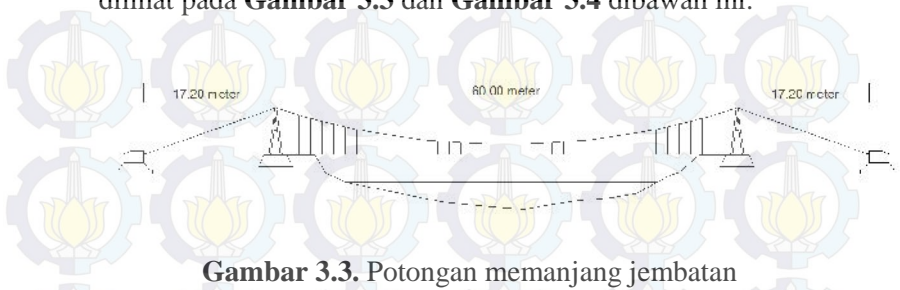 dilihat pada Gambar 3.3 dan Gambar 3.4 dibawah ini.
17.20 meter 60.00 meter 17.20 meter
Gambar 3.3. Potongan memanjang jembatan